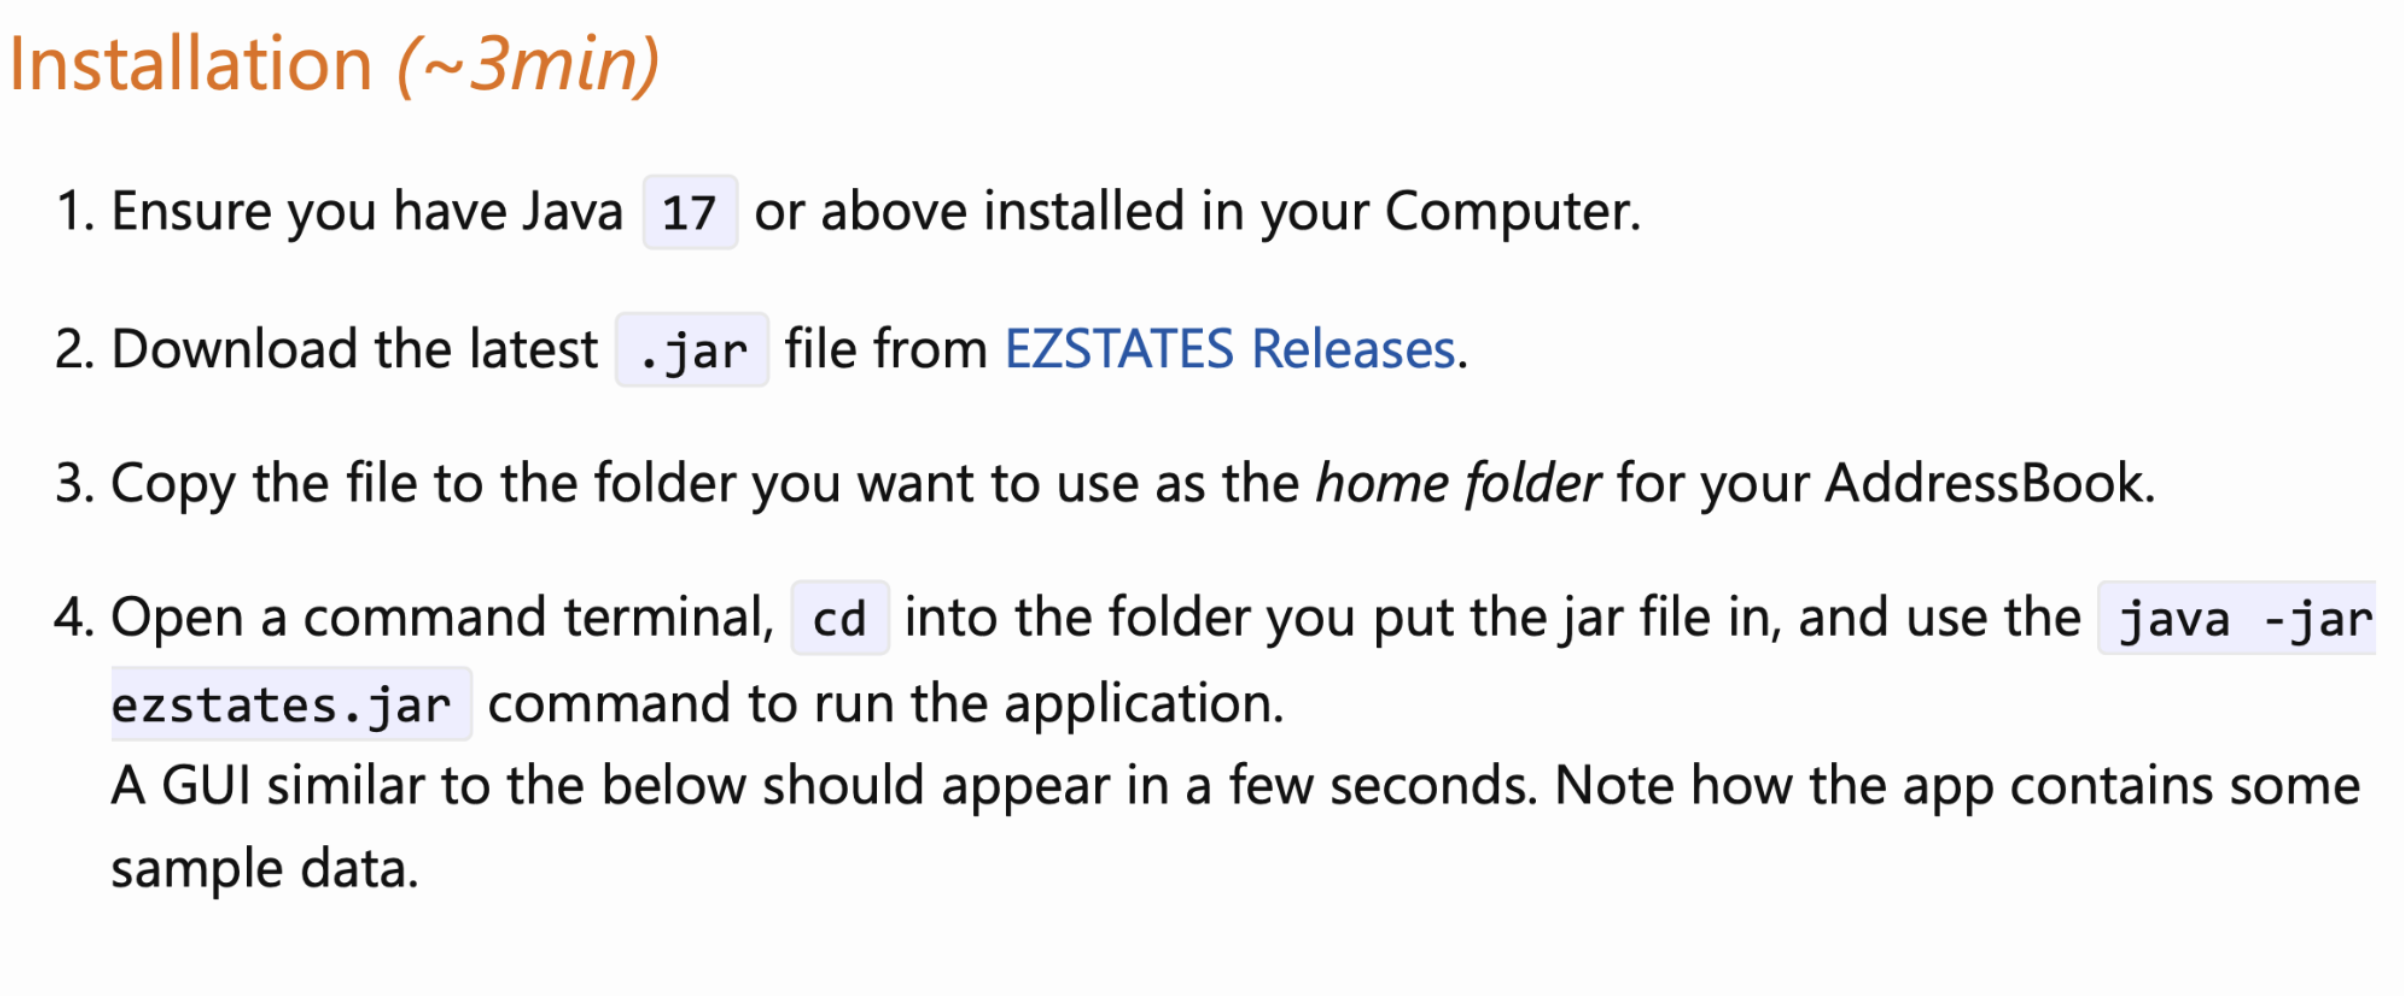 Installation (~3min)
1. Ensure you have Java 17 or above installed in your Computer.
2. Download the latest .jar file from EZSTATES Releases.
3. Copy the file to the folder you want to use as the home folder for your AddressBook.
4. Open a command terminal, cd into the folder you put the jar file in, and use the java -jar
ezstates.jar command to run the application.
A GUI similar to the below should appear in a few seconds. Note how the app contains some
sample data.